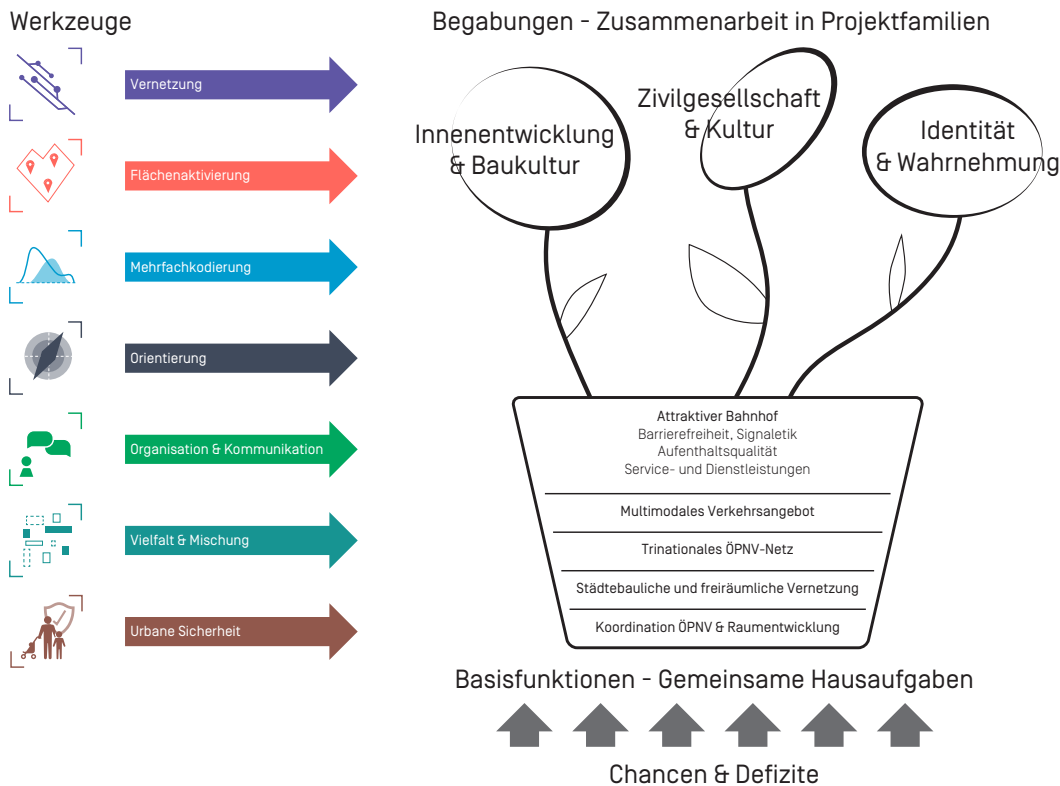 Werkzeuge
Vernetzung
Flächenaktivierung
Mehrfachkodierung
Orientierung
Organisation & Kommunikation
Vielfalt & Mischung
Urbane Sicherheit
Begabungen - Zusammenarbeit in Projektfamilien
Innenentwicklung
& Baukultur
Zivilgesellschaft
& Kultur
Identität
& Wahrnehmung
Attraktiver Bahnhof
Barrierefreiheit, Signaletik
Aufenthaltsqualität
Service- und Dienstleistungen
Multimodales Verkehrsangebot
Trinationales ÖPNV-Netz
Städtebauliche und freiräumliche Vernetzung
Koordination ÖPNV & Raumentwicklung
Basisfunktionen - Gemeinsame Hausaufgaben
Chancen & Defizite